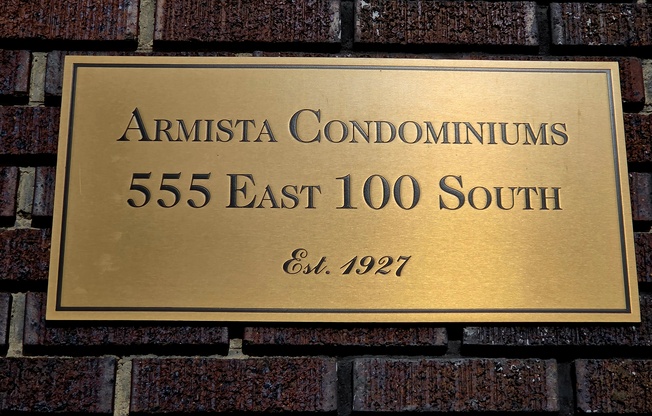 Armista Condominiums
555 East 100 South
Est. 1927